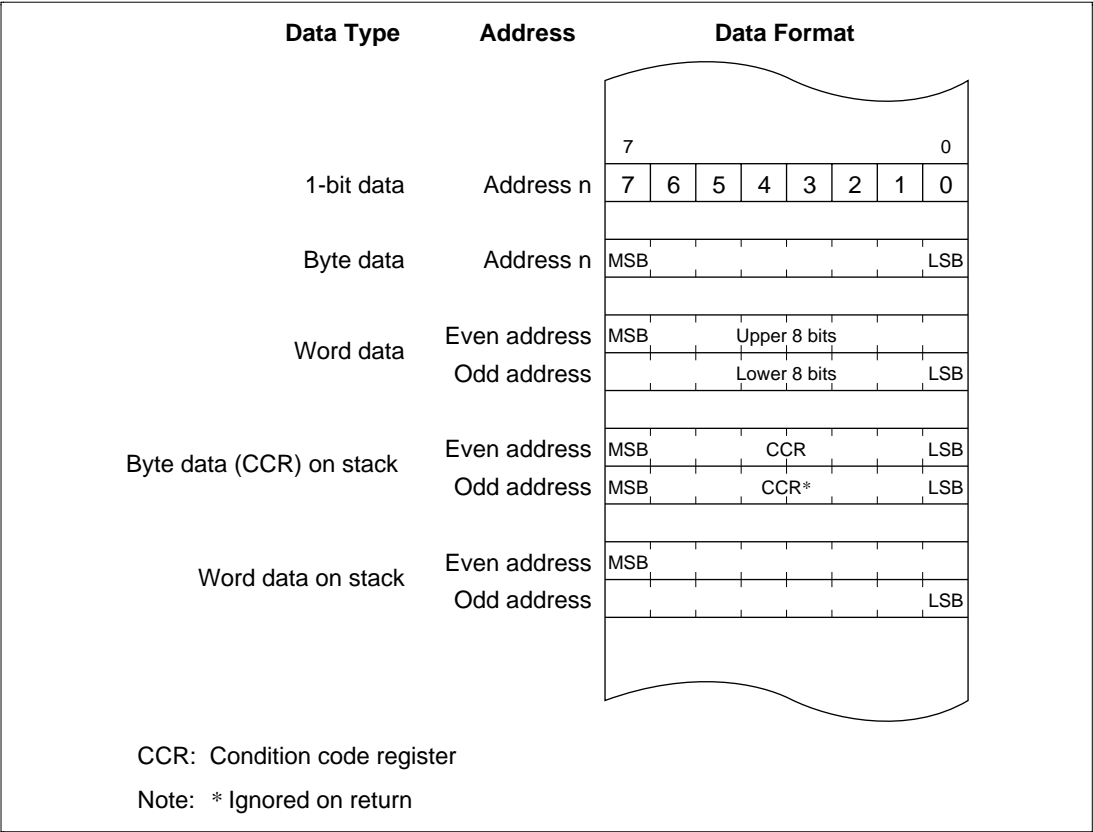 Data Type Address Data Format
7 0
1-bit data Address n 7 6 5 4 3 2 1 0
Byte data Address n MSB LSB
Word data
Even address MSB Upper 8 bits
Odd address Lower 8 bits LSB
Byte data (CCR) on stack
Even address MSB CCR LSB
Odd address MSB CCR* LSB
Word data on stack
Even address MSB
Odd address LSB
CCR: Condition code register
Note: * Ignored on return